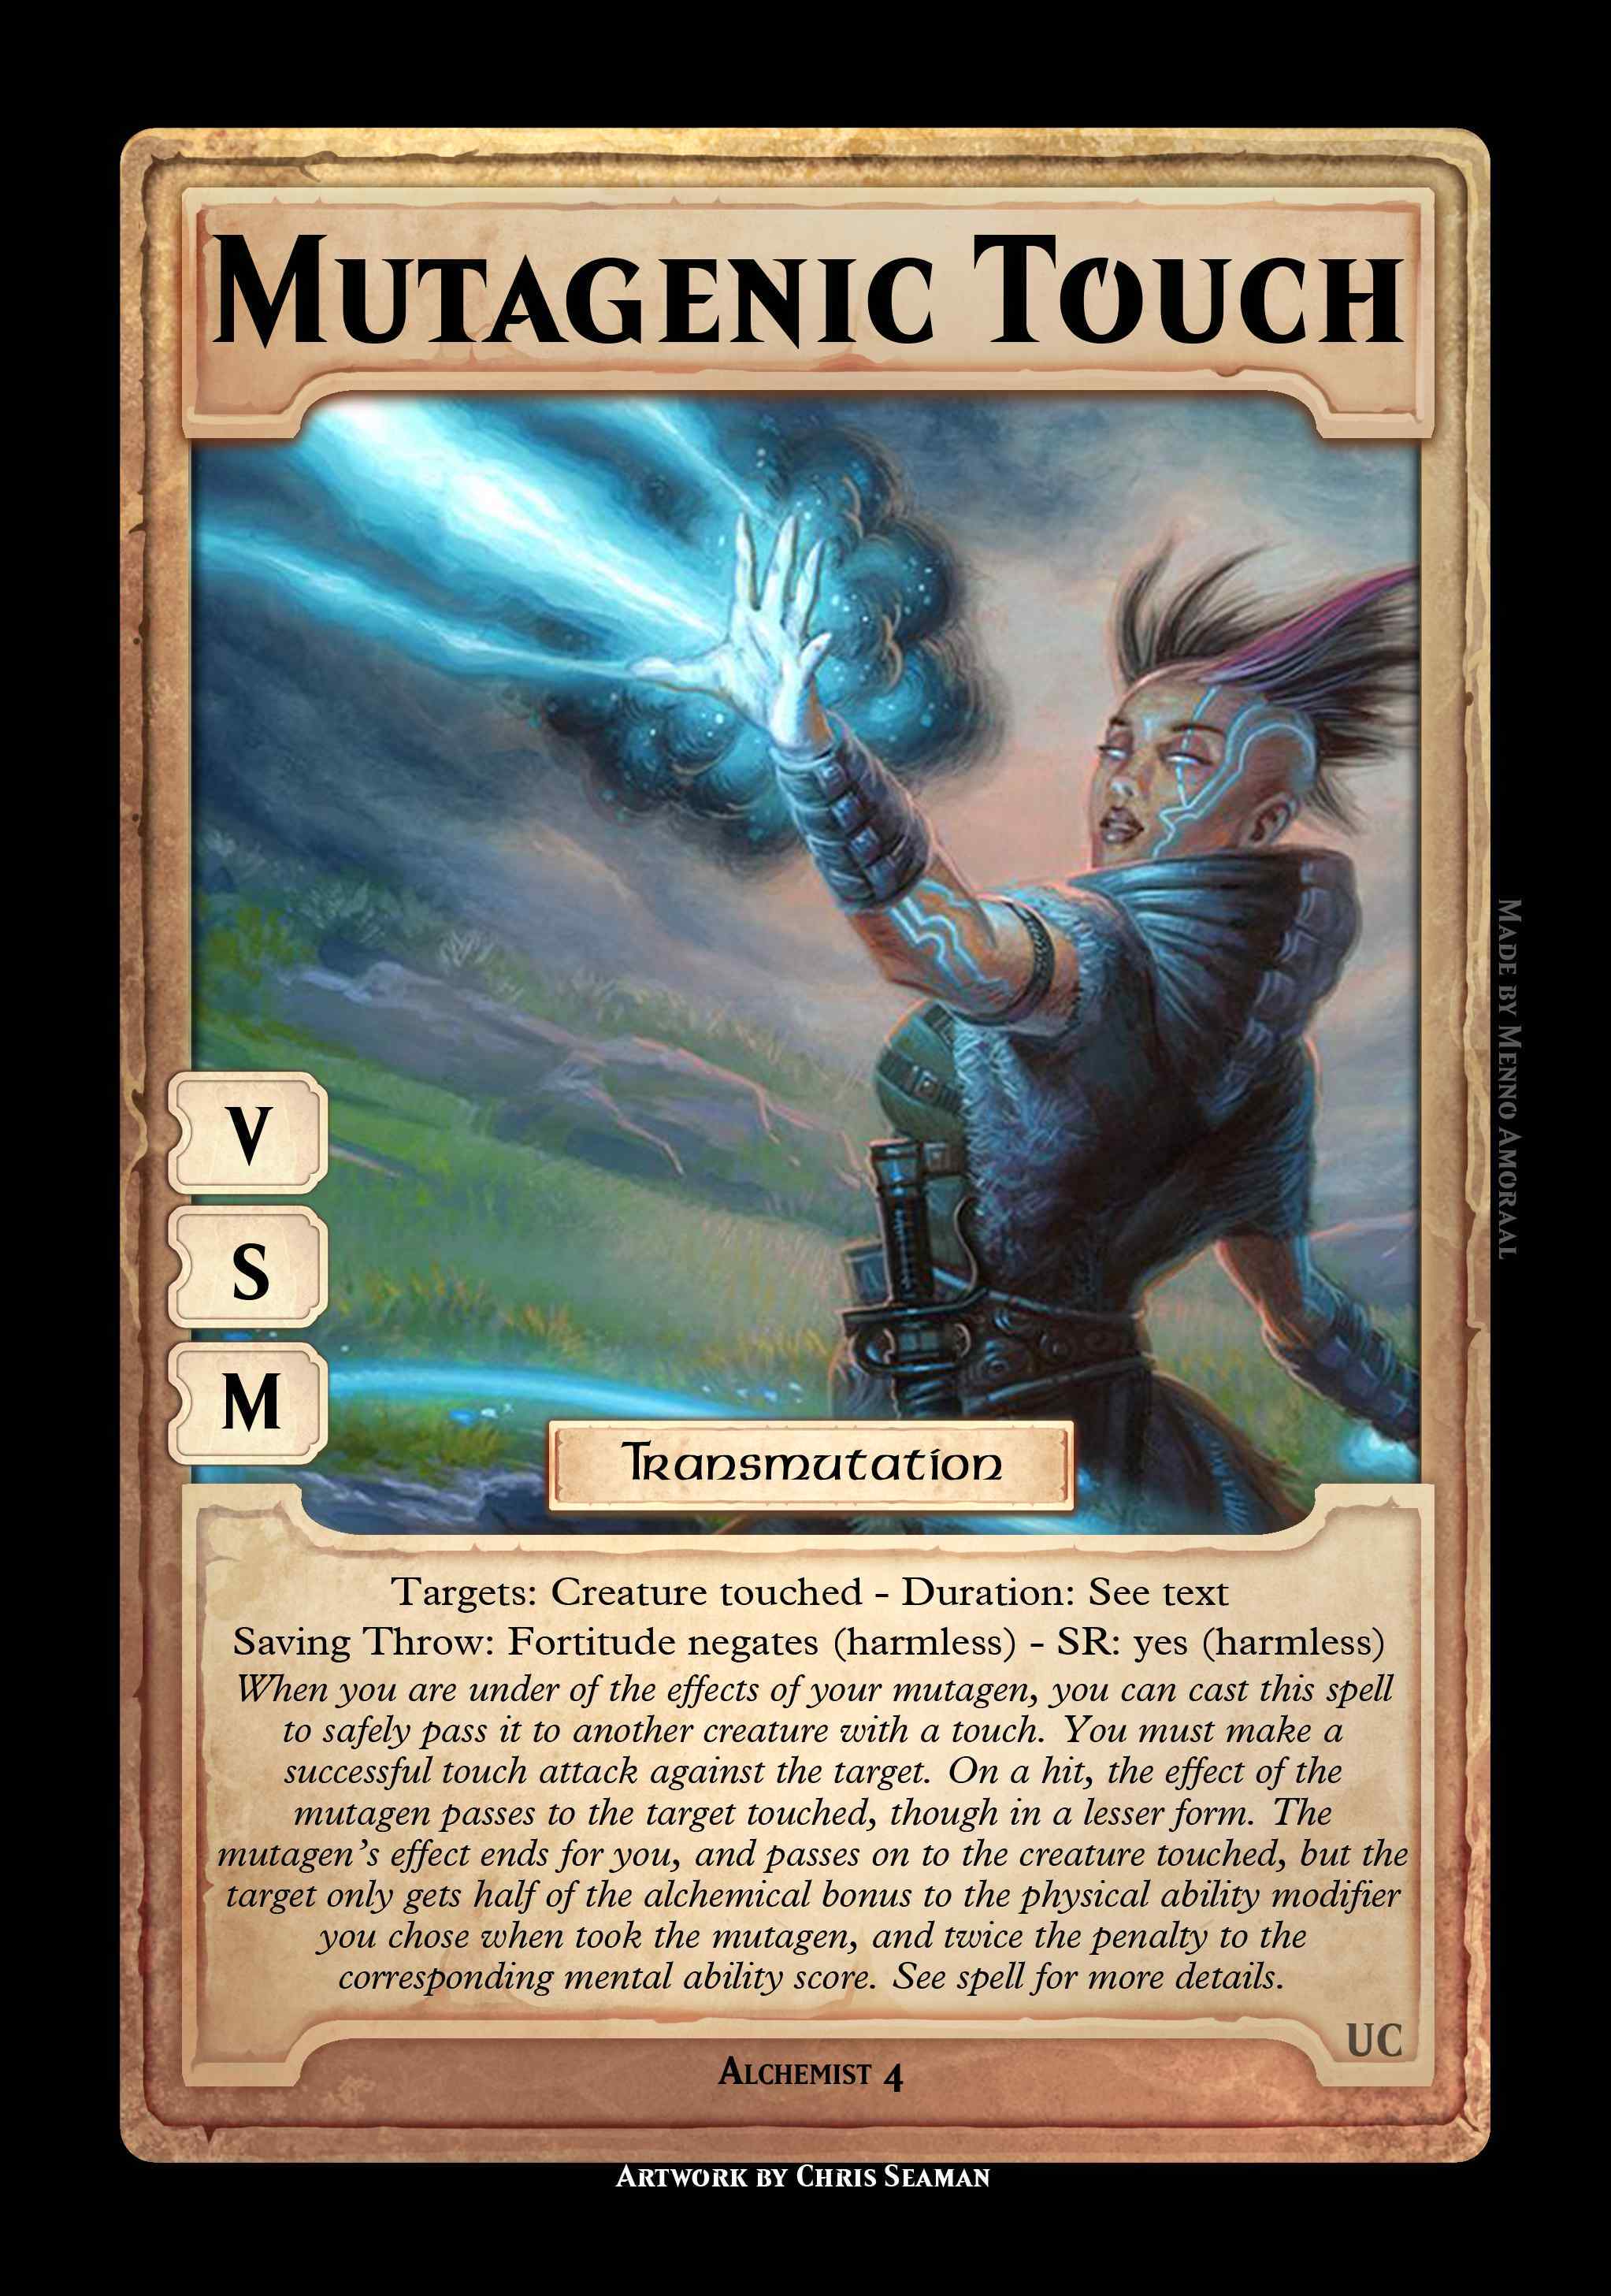 Mutagenic Touch
V
S
M
Transmutation
Targets: Creature touched - Duration: See text
Saving Throw: Fortitude negates (harmless) - SR: yes (harmless)
When you are under of the effects of your mutagen, you can cast this spell
to safely pass it to another creature with a touch. You must make a
successful touch attack against the target. On a hit, the effect of the
mutagen passes to the target touched, though in a lesser form. The
mutagen's effect ends for you, and passes on to the creature touched, but the
target only gets half of the alchemical bonus to the physical ability modifier
you chose when took the mutagen, and twice the penalty to the
corresponding mental ability score. See spell for more details.
UC
Alchemist 4
Artwork by Chris Seaman
Made by Menno Amoraal